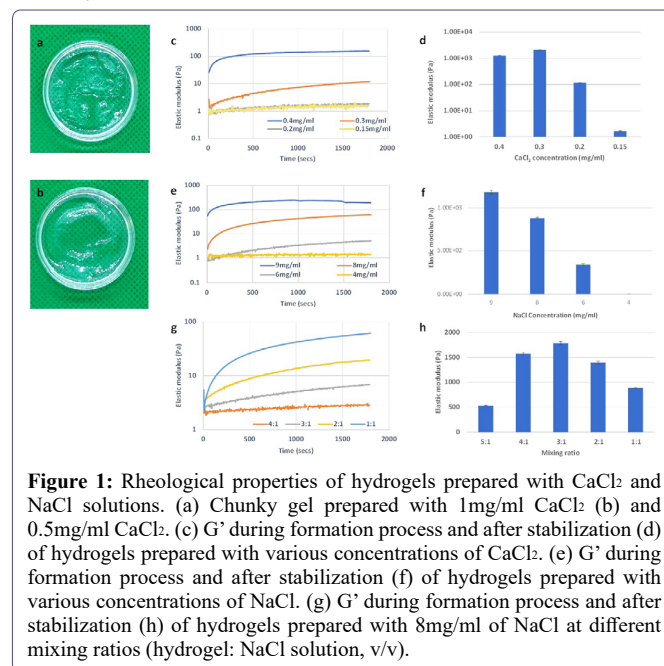 a
c
Elastic modulus (Pa)
1000
100
10
1
0.1
0
500
1000
1500
2000
0.4mg/ml
0.3mg/ml
0.2mg/ml
0.15mg/ml
Time (secs)
d
Elastic modulus (Pa)
1.00E+04
1.00E+03
1.00E+02
1.00E+01
1.00E+00
0.4
0.3
0.2
0.15
CaCl₂ concentration (mg/ml)
b
e
Elastic modulus (Pa)
1000
100
10
1
0.1
0
500
1000
1500
2000
9mg/ml
8mg/ml
6mg/ml
4mg/ml
Time (secs)
f
Elastic modulus (Pa)
NaCl Concentration (mg/ml)
g
Elastic modulus (Pa)
100
10
1
0
500
1000
1500
2000
4:1
3:1
2:1
1:1
Time (secs)
h
Elastic modulus (Pa)
2000
1500
1000
500
0
5:1
4:1
3:1
2:1
1:1
Mixing ratio
Figure 1: Rheological properties of hydrogels prepared with CaCl₂ and
NaCl solutions. (a) Chunky gel prepared with 1mg/ml CaCl₂ (b) and
0.5mg/ml CaCl₂. (c) G’ during formation process and after stabilization (d)
of hydrogels prepared with various concentrations of CaCl₂. (e) G’ during
formation process and after stabilization (f) of hydrogels prepared with
various concentrations of NaCl. (g) G’ during formation process and after
stabilization (h) of hydrogels prepared with 8mg/ml of NaCl at different
mixing ratios (hydrogel: NaCl solution, v/v).